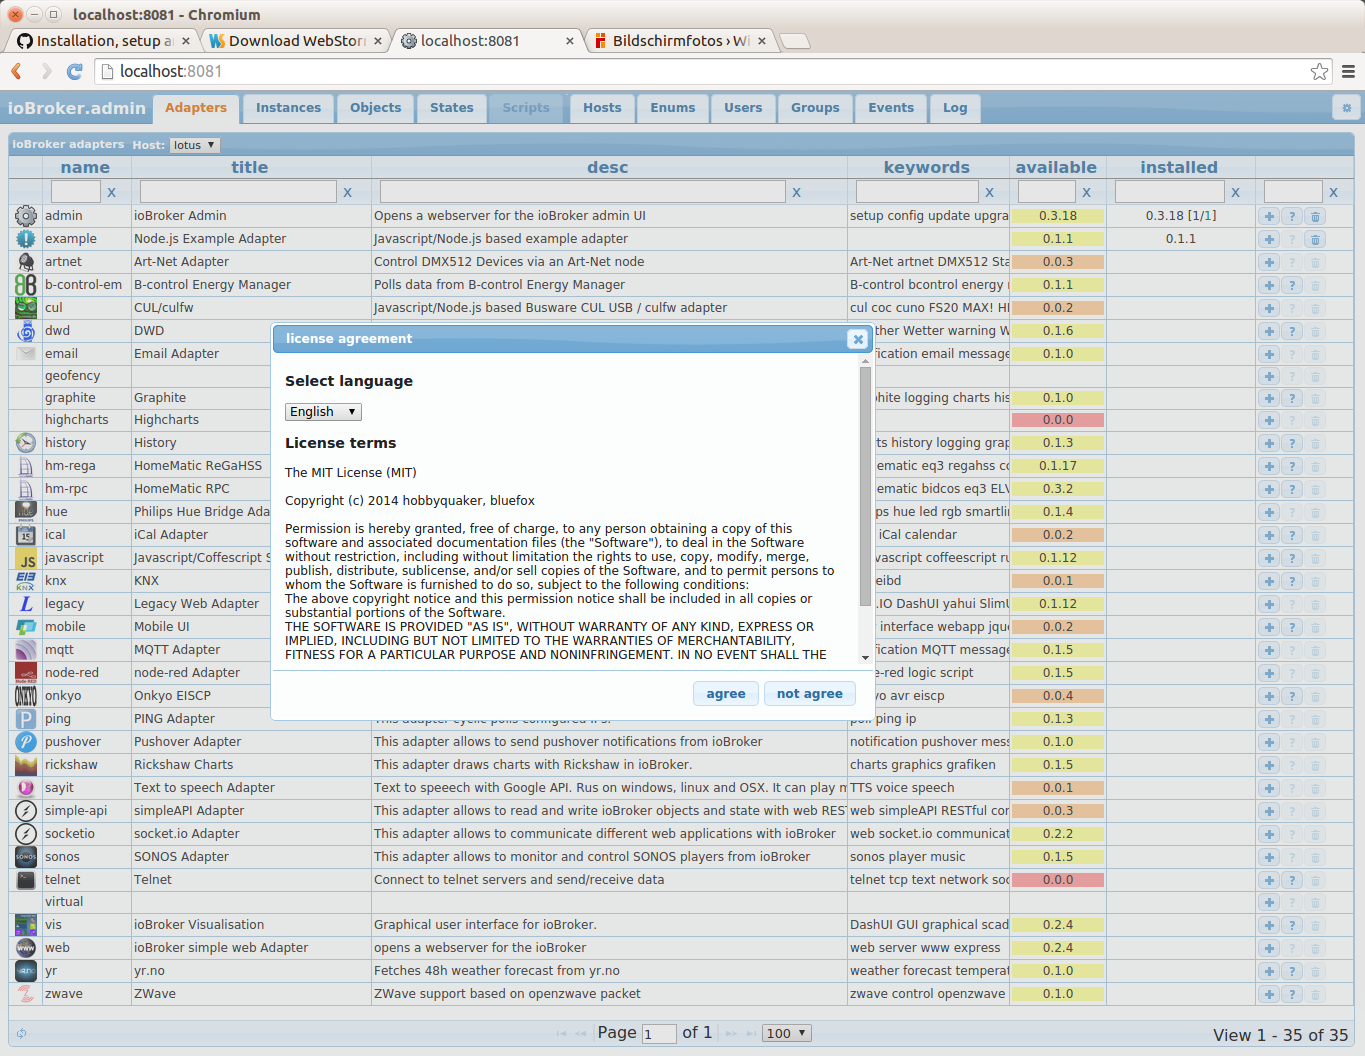 localhost:8081 - Chromium
Installation, setup a
Download WebStor
localhost:8081
Bildschirmfotos › Wi
localhost:8081
ioBroker.admin Adapters Instances Objects States Scripts Hosts Enums Users Groups Events Log
ioBroker adapters Host: lotus
name title desc keywords available installed
x x x x x x x
admin ioBroker Admin Opens a webserver for the ioBroker admin UI setup config update upgra 0.3.18 0.3.18 [1/1]
example Node.js Example Adapter Javascript/Node.js based example adapter 0.1.1 0.1.1
artnet Art-Net Adapter Control DMX512 Devices via an Art-Net node Art-Net artnet DMX512 Sta 0.0.3
b-control-em B-control Energy Manager Polls data from B-control Energy Manager B-control bcontrol energy 0.1.1
cul CUL/culfw Javascript/Node.js based Busware CUL USB / culfw adapter cul coc cuno FS20 MAX! H 0.0.2
dwd DWD ther Wetter warning W 0.1.6
email Email Adapter fication email message 0.1.0
geofency
graphite Graphite hite logging charts his 0.1.0
highcharts Highcharts 0.0.0
history History ts history logging grap 0.1.3
hm-rega HomeMatic ReGaHSS ematic eq3 regahss co 0.1.17
hm-rpc HomeMatic RPC ematic bidcos eq3 ELV 0.3.2
hue Philips Hue Bridge Ada ps hue led rgb smartli 0.1.4
ical iCal Adapter iCal calendar 0.0.2
javascript Javascript/Coffescript S vascript coffeescript ru 0.1.12
knx KNX eibd 0.0.1
legacy Legacy Web Adapter .IO DashUI yahui SlimU 0.1.12
mobile Mobile UI interface webapp jque 0.0.2
mqtt MQTT Adapter fication MQTT message 0.1.5
node-red node-red Adapter e-red logic script 0.1.5
onkyo Onkyo EISCP yo avr eiscp 0.0.4
ping PING Adapter This adapter cyclic polls configured IPs. poll ping ip 0.1.3
pushover Pushover Adapter This adapter allows to send pushover notifications from ioBroker notification pushover mess 0.1.0
rickshaw Rickshaw Charts This adapter draws charts with Rickshaw in ioBroker. charts graphics grafiken 0.1.5
sayit Text to speech Adapter Text to speeech with Google API. Rus on windows, linux and OSX. It can play m TTS voice speech 0.0.1
simple-api simpleAPI Adapter This adapter allows to read and write ioBroker objects and state with web REST web simpleAPI RESTful cor 0.0.3
socketio socket.io Adapter This adapter allows to communicate different web applications with ioBroker web socket.io communicat 0.2.2
sonos SONOS Adapter This adapter allows to monitor and control SONOS players from ioBroker sonos player music 0.1.5
telnet Telnet Connect to telnet servers and send/receive data telnet tcp text network soc 0.0.0
virtual
vis ioBroker Visualisation Graphical user interface for ioBroker. DashUI GUI graphical scad 0.2.4
web ioBroker simple web Adapter opens a webserver for the ioBroker web server www express 0.2.4
yr yr.no Fetches 48h weather forecast from yr.no weather forecast temperat 0.1.0
zwave ZWave ZWave support based on openzwave packet zwave control openzwave 0.1.0
license agreement
Select language
English
License terms
The MIT License (MIT)
Copyright (c) 2014 hobbyquaker, bluefox
Permission is hereby granted, free of charge, to any person obtaining a copy of this
software and associated documentation files (the "Software"), to deal in the Software
without restriction, including without limitation the rights to use, copy, modify, merge,
publish, distribute, sublicense, and/or sell copies of the Software, and to permit persons to
whom the Software is furnished to do so, subject to the following conditions:
The above copyright notice and this permission notice shall be included in all copies or
substantial portions of the Software.
THE SOFTWARE IS PROVIDED "AS IS", WITHOUT WARRANTY OF ANY KIND, EXPRESS OR
IMPLIED, INCLUDING BUT NOT LIMITED TO THE WARRANTIES OF MERCHANTABILITY,
FITNESS FOR A PARTICULAR PURPOSE AND NONINFRINGEMENT. IN NO EVENT SHALL THE
agree not agree
Page 1 of 1 100 View 1 - 35 of 35